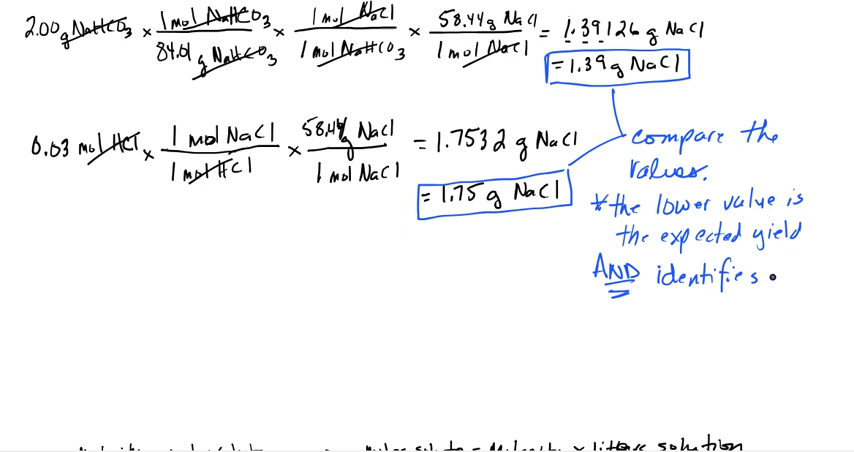 2.00 g NaHCO3 × 1 mol NaHCO3 / 84.01 g NaHCO3 × 1 mol NaCl / 1 mol NaHCO3 × 58.44 g NaCl / 1 mol NaCl = 1.39126 g NaCl
= 1.39 g NaCl
0.03 mol HCl × 1 mol NaCl / 1 mol HCl × 58.44 g NaCl / 1 mol NaCl = 1.7532 g NaCl
= 1.75 g NaCl
compare the
values.
* the lower value is
the expected yield
AND identifies